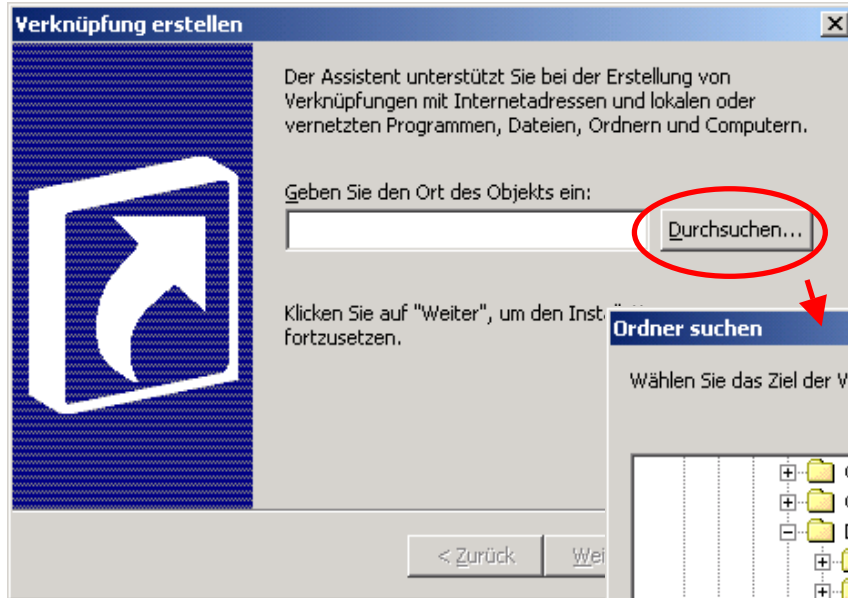 Verknüpfung erstellen
Der Assistent unterstützt Sie bei der Erstellung von
Verknüpfungen mit Internetadressen und lokalen oder
vernetzten Programmen, Dateien, Ordnern und Computern.
Geben Sie den Ort des Objekts ein:
Durchsuchen...
Klicken Sie auf "Weiter", um den
fortzusetzen.
Ordner suchen
Wählen Sie das Ziel der V
< Zurück
Wei